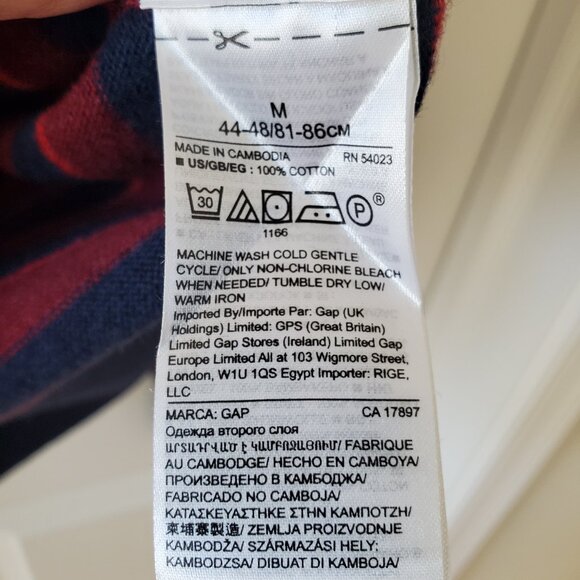 M
44-48/81-86CM
MADE IN CAMBODIA RN 54023
■ US/GB/EG : 100% COTTON
30 P ®
1166
MACHINE WASH COLD GENTLE
CYCLE/ ONLY NON-CHLORINE BLEACH
WHEN NEEDED/ TUMBLE DRY LOW/
WARM IRON
Imported By/Importe Par: Gap (UK
Holdings) Limited: GPS (Great Britain)
Limited Gap Stores (Ireland) Limited Gap
Europe Limited All at 103 Wigmore Street,
London, W1U 1QS Egypt Importer: RIGE,
LLC
MARCA: GAP CA 17897
Одежда второго слоя
ԱՐՏԱԴՐՎԱԾ Է ԿԱՄԲՈՋԱՅՈՒՄ/ FABRIQUE
AU CAMBODGE/ HECHO EN CAMBOYA/
ПРОИЗВЕДЕНО В КАМБОДЖА/
FABRICADO NO CAMBOJA/
ΚΑΤΑΣΚΕΥΑΣΤΗΚΕ ΣΤΗΝ ΚΑΜΠΟΤΖΗ/
柬埔寨製造/ ZEMLJA PROIZVODNJE
KAMBODŽA/ SZÁRMAZÁSI HELY:
KAMBODZSA/ DIBUAT DI KAMBOJA/